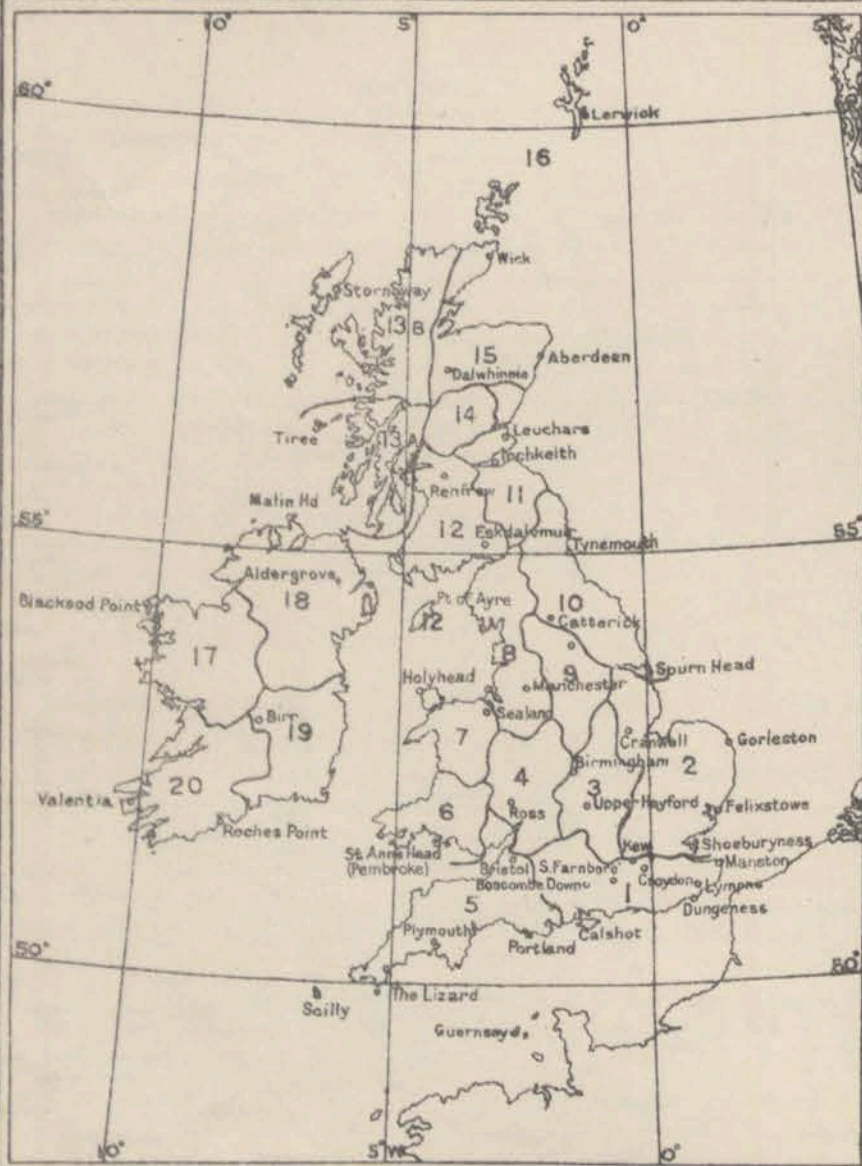 10°
5°
0°
60°
Lerwick
16
Wick
Stornoway
13 B
15
Aberdeen
Dalwhinnie
14
Tiree
13 A
Leuchars
Inchkeith
Renfrew
11
Malin Hd
55°
12
Eskdalemuir
Tynemouth
55°
Aldergrove
Blacksod Point
18
Pt of Ayre
10
12
Catterick
17
8
9
Spurn Head
Holyhead
Manchester
Birr
19
Sealand
7
Cranwell
Gorleston
Birmingham
2
4
3
Valentia
20
Ross
Upper Heyford
Felixstowe
6
Roches Point
St. Anns Head
(Pembroke)
Kew
Shoeburyness
Bristol
S. Farnboro'
Manston
Boscombe Down
Croydon
Lympne
1
5
Dungeness
Plymouth
Portland
Calshot
50°
50°
Scilly
The Lizard
Guernsey
10°
5°W
0°